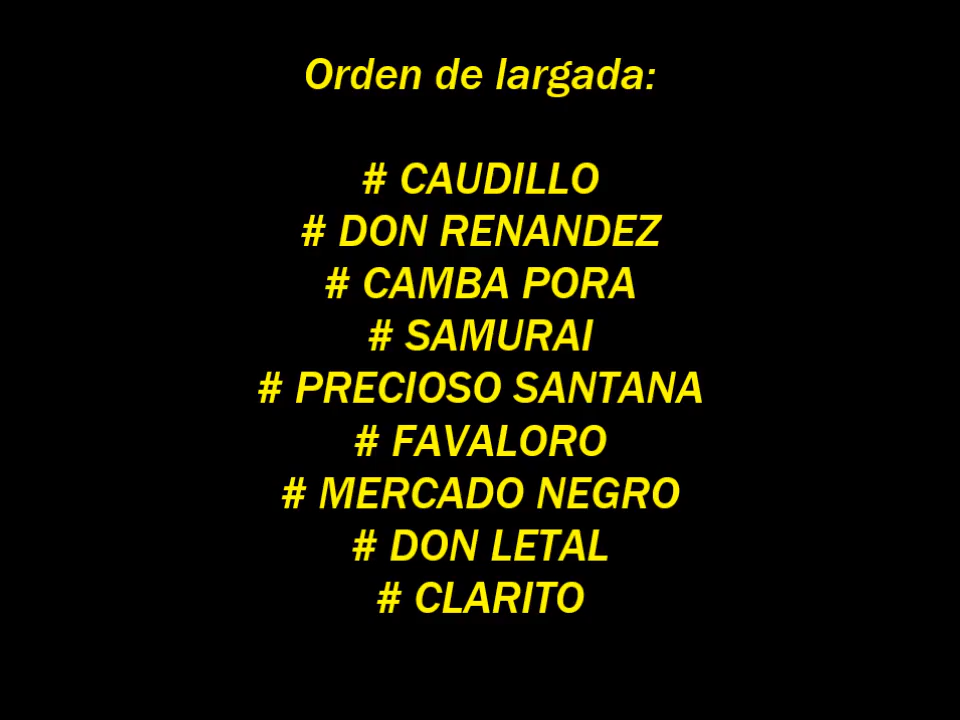 Orden de largada:
# CAUDILLO
# DON RENANDEZ
# CAMBA PORA
# SAMURAI
# PRECIOSO SANTANA
# FAVALORO
# MERCADO NEGRO
# DON LETAL
# CLARITO